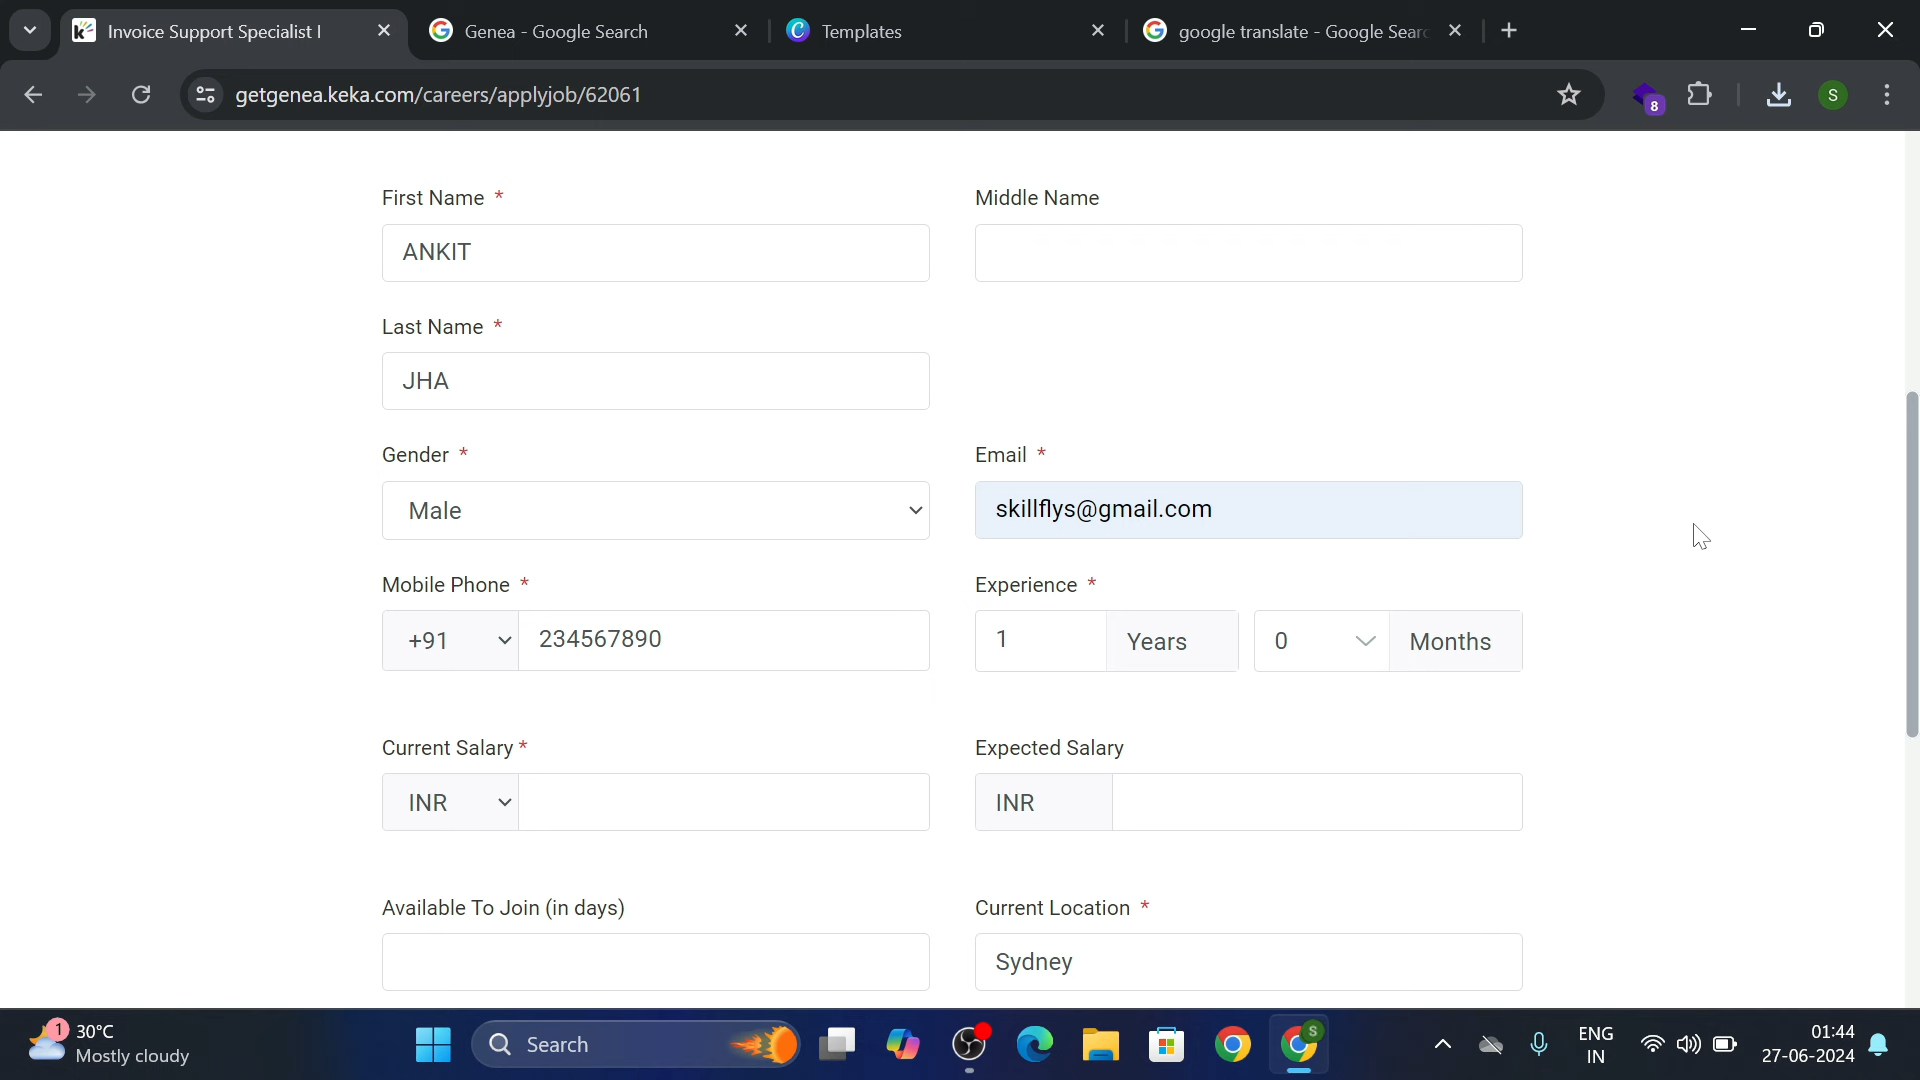 Invoice Support Specialist I
Genea - Google Search
Templates
google translate - Google Sear
getgenea.keka.com/careers/applyjob/62061
8
S
First Name *
Middle Name
ANKIT
Last Name *
JHA
Gender *
Email *
Male
skillflys@gmail.com
Mobile Phone *
Experience *
+91
234567890
1
Years
0
Months
Current Salary *
Expected Salary
INR
INR
Available To Join (in days)
Current Location *
Sydney
1
30°C
Mostly cloudy
Search
S
ENG
IN
01:44
27-06-2024